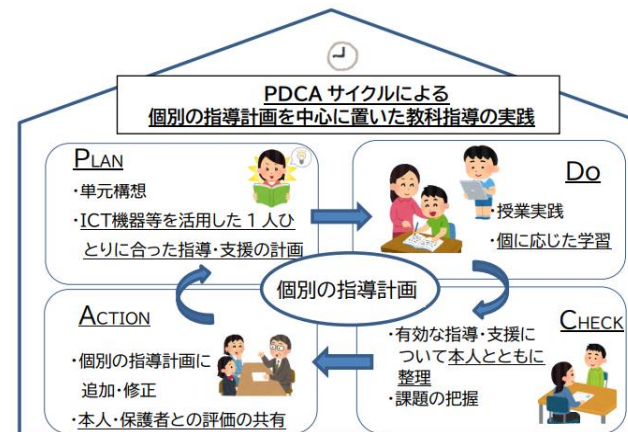 PDCA サイクルによる
個別の指導計画を中心に置いた教科指導の実践
PLAN
・単元構想
・ICT機器等を活用した1人ひ
とりに合った指導・支援の計画
DO
・授業実践
・個に応じた学習
個別の指導計画
ACTION
・個別の指導計画に
追加・修正
・本人・保護者との評価の共有
CHECK
・有効な指導・支援に
ついて本人とともに
整理
・課題の把握